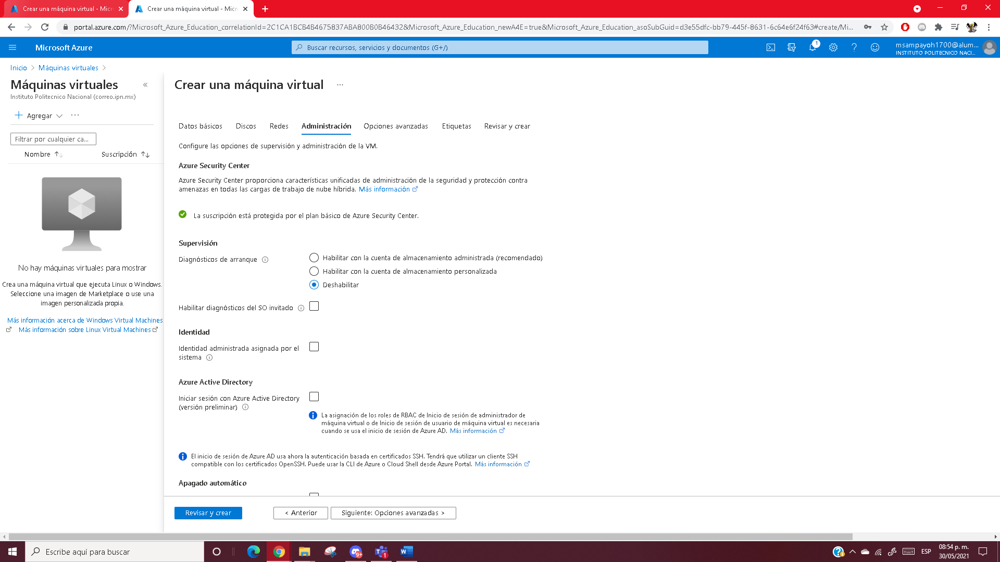 Crear una máquina virtual - Micr
Crear una máquina virtual - Mic
portal.azure.com/?Microsoft_Azure_Education_correlationId=2C1CA1BCB4B4675837ABA800B0B46432&Microsoft_Azure_Education_newA4E=true&Microsoft_Azure_Education_asoSubGuid=d3e55dfc-bb79-445f-8631-6c64e6f24f63#create/Mi...
Microsoft Azure
Buscar recursos, servicios y documentos (G+/)
1
msampayoh1700@alum...
INSTITUTO POLITECNICO NACI...
Inicio
Máquinas virtuales
Máquinas virtuales
Instituto Politecnico Nacional (correo.ipn.mx)
Agregar
Filtrar por cualquier ca...
Nombre
Suscripción
No hay máquinas virtuales para mostrar
Crea una máquina virtual que ejecuta Linux o Windows.
Seleccione una imagen de Marketplace o use una
imagen personalizada propia.
Más información acerca de Windows Virtual Machines
Más información sobre Linux Virtual Machines
Crear una máquina virtual
...
Datos básicos
Discos
Redes
Administración
Opciones avanzadas
Etiquetas
Revisar y crear
Configure las opciones de supervisión y administración de la VM.
Azure Security Center
Azure Security Center proporciona características unificadas de administración de la seguridad y protección contra
amenazas en todas las cargas de trabajo de nube híbrida. Más información
La suscripción está protegida por el plan básico de Azure Security Center.
Supervisión
Diagnósticos de arranque
Habilitar con la cuenta de almacenamiento administrada (recomendado)
Habilitar con la cuenta de almacenamiento personalizada
Deshabilitar
Habilitar diagnósticos del SO invitado
Identidad
Identidad administrada asignada por el
sistema
Azure Active Directory
Iniciar sesión con Azure Active Directory
(versión preliminar)
La asignación de los roles de RBAC de Inicio de sesión de administrador de
máquina virtual o de Inicio de sesión de usuario de máquina virtual es necesaria
cuando se usa el inicio de sesión de Azure AD. Más información
El inicio de sesión de Azure AD usa ahora la autenticación basada en certificados SSH. Tendrá que utilizar un cliente SSH
compatible con los certificados OpenSSH. Puede usar la CLI de Azure o Cloud Shell desde Azure Portal. Más información
Apagado automático
Revisar y crear
< Anterior
Siguiente: Opciones avanzadas >
Escribe aquí para buscar
9+
1
ESP
08:54 p. m.
30/05/2021